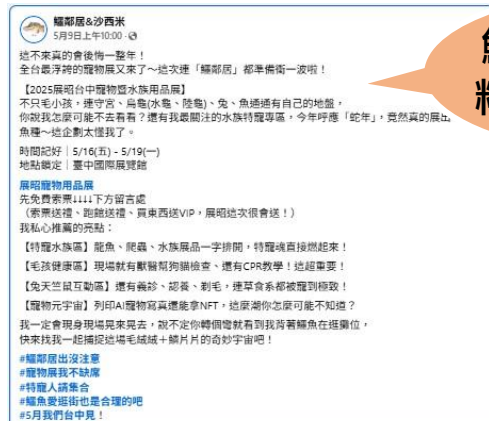 鱷鄰居&沙西米
5月9日上午10:00
這不來真的會後悔一整年！
全台最浮誇的寵物展又來了～這次連「鱷鄰居」都準備衝一波啦！
【2025展昭台中寵物暨水族用品展】
不只毛小孩，連守宮、烏龜(水龜、陸龜)、兔、魚通通有自己的地盤，
你說我怎麼可能不去看看？還有我最關注的水族特寵專區，今年呼應「蛇年」，竟然真的展出
魚種～這企劃太懂我了。
時間記好｜5/16(五) - 5/19(一)
地點鎖定｜臺中國際展覽館
展昭寵物用品展
先免費索票↓↓↓↓下方留言處
（索票送禮、跑館送禮、買東西送VIP，展昭這次很會送！）
我私心推薦的亮點：
【特寵水族區】龍魚、爬蟲、水族展品一字排開，特寵魂直接燃起來！
【毛孩健康區】現場就有獸醫幫狗貓檢查、還有CPR教學！這超重要！
【兔天竺鼠互動區】還有義診、認養、剃毛，連草食系都被寵到極致！
【寵物元宇宙】列印AI寵物寫真還能拿NFT，這麼潮你怎麼可能不知道？
我一定會現身現場晃來晃去，說不定你轉個彎就看到我背著鱷魚在逛攤位，
快來找我一起捕捉這場毛絨絨＋鱗片片的奇妙宇宙吧！
#鱷鄰居出沒注意
#寵物展我不缺席
#特寵人請集合
#鱷魚愛逛街也是合理的吧
#5月我們台中見！